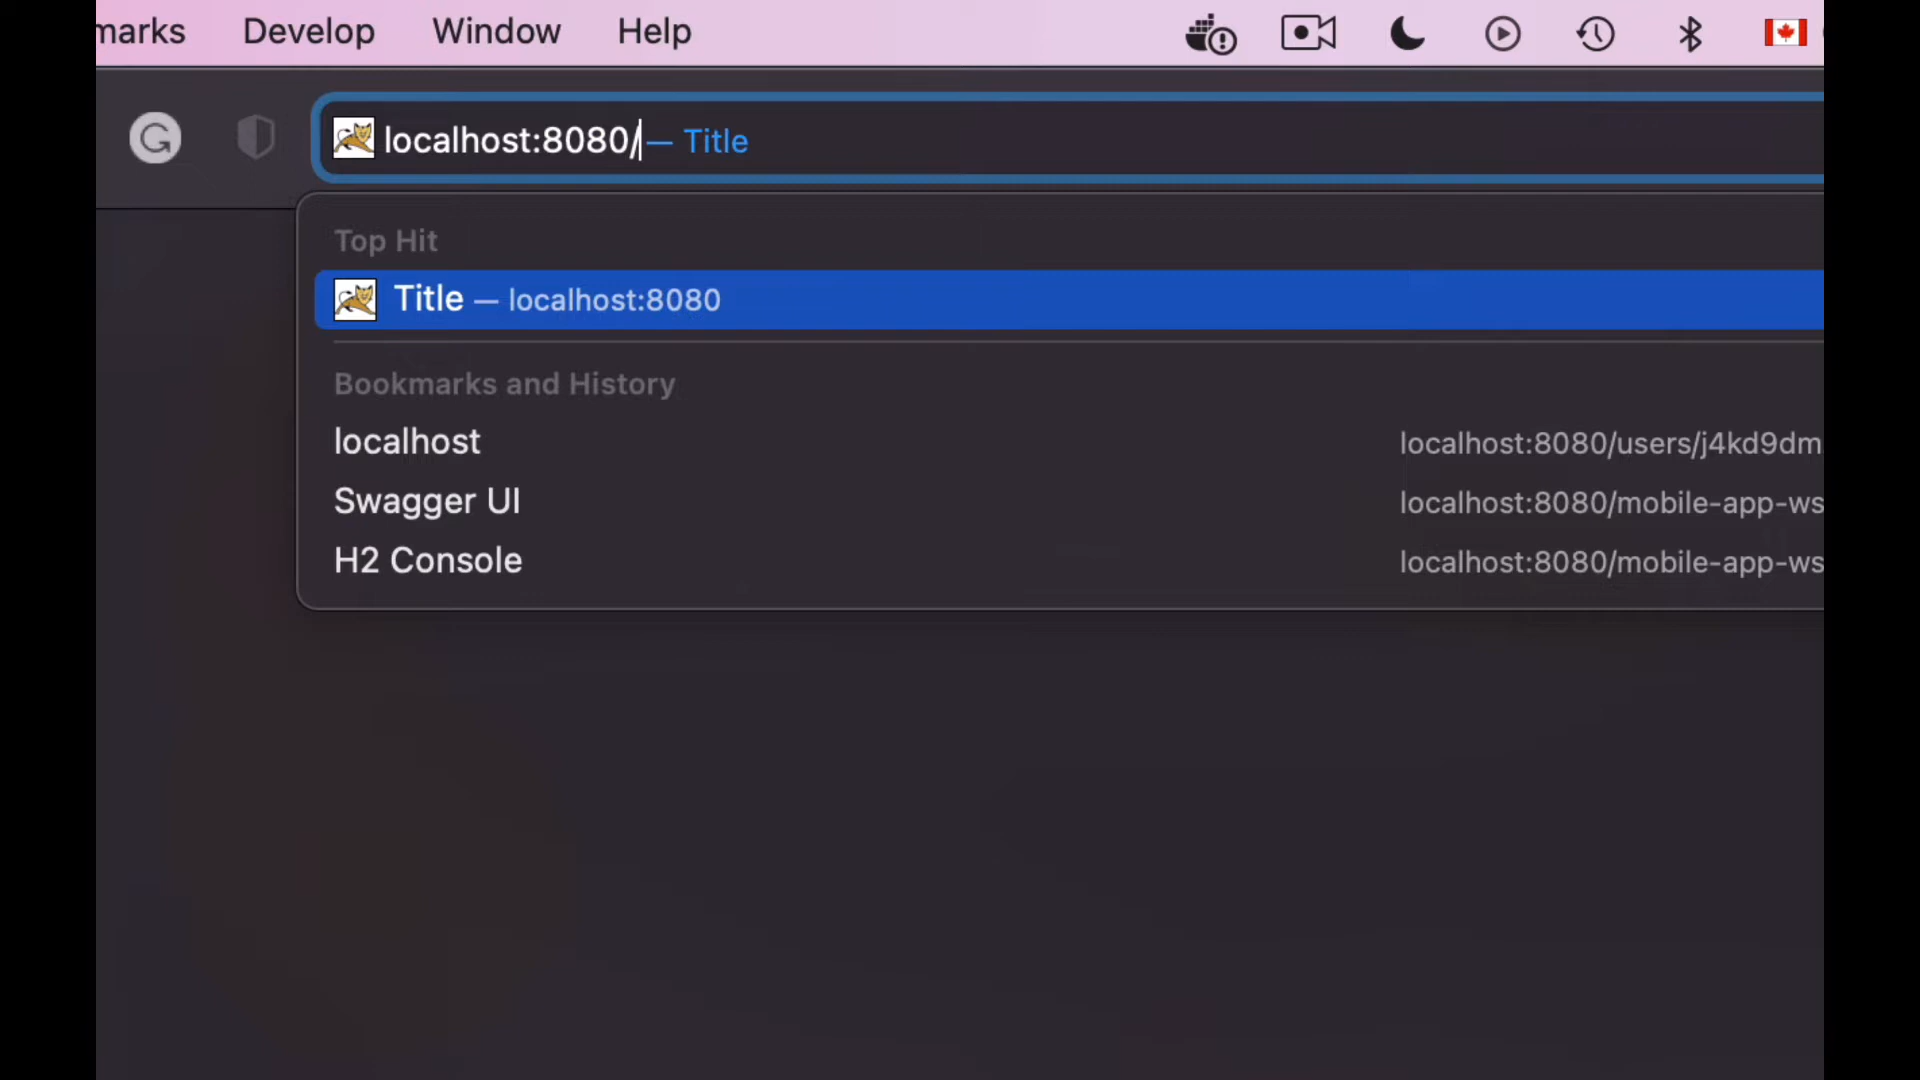 marks Develop Window Help
localhost:8080/ — Title
Top Hit
Title — localhost:8080
Bookmarks and History
localhost localhost:8080/users/j4kd9dm
Swagger UI localhost:8080/mobile-app-ws
H2 Console localhost:8080/mobile-app-ws